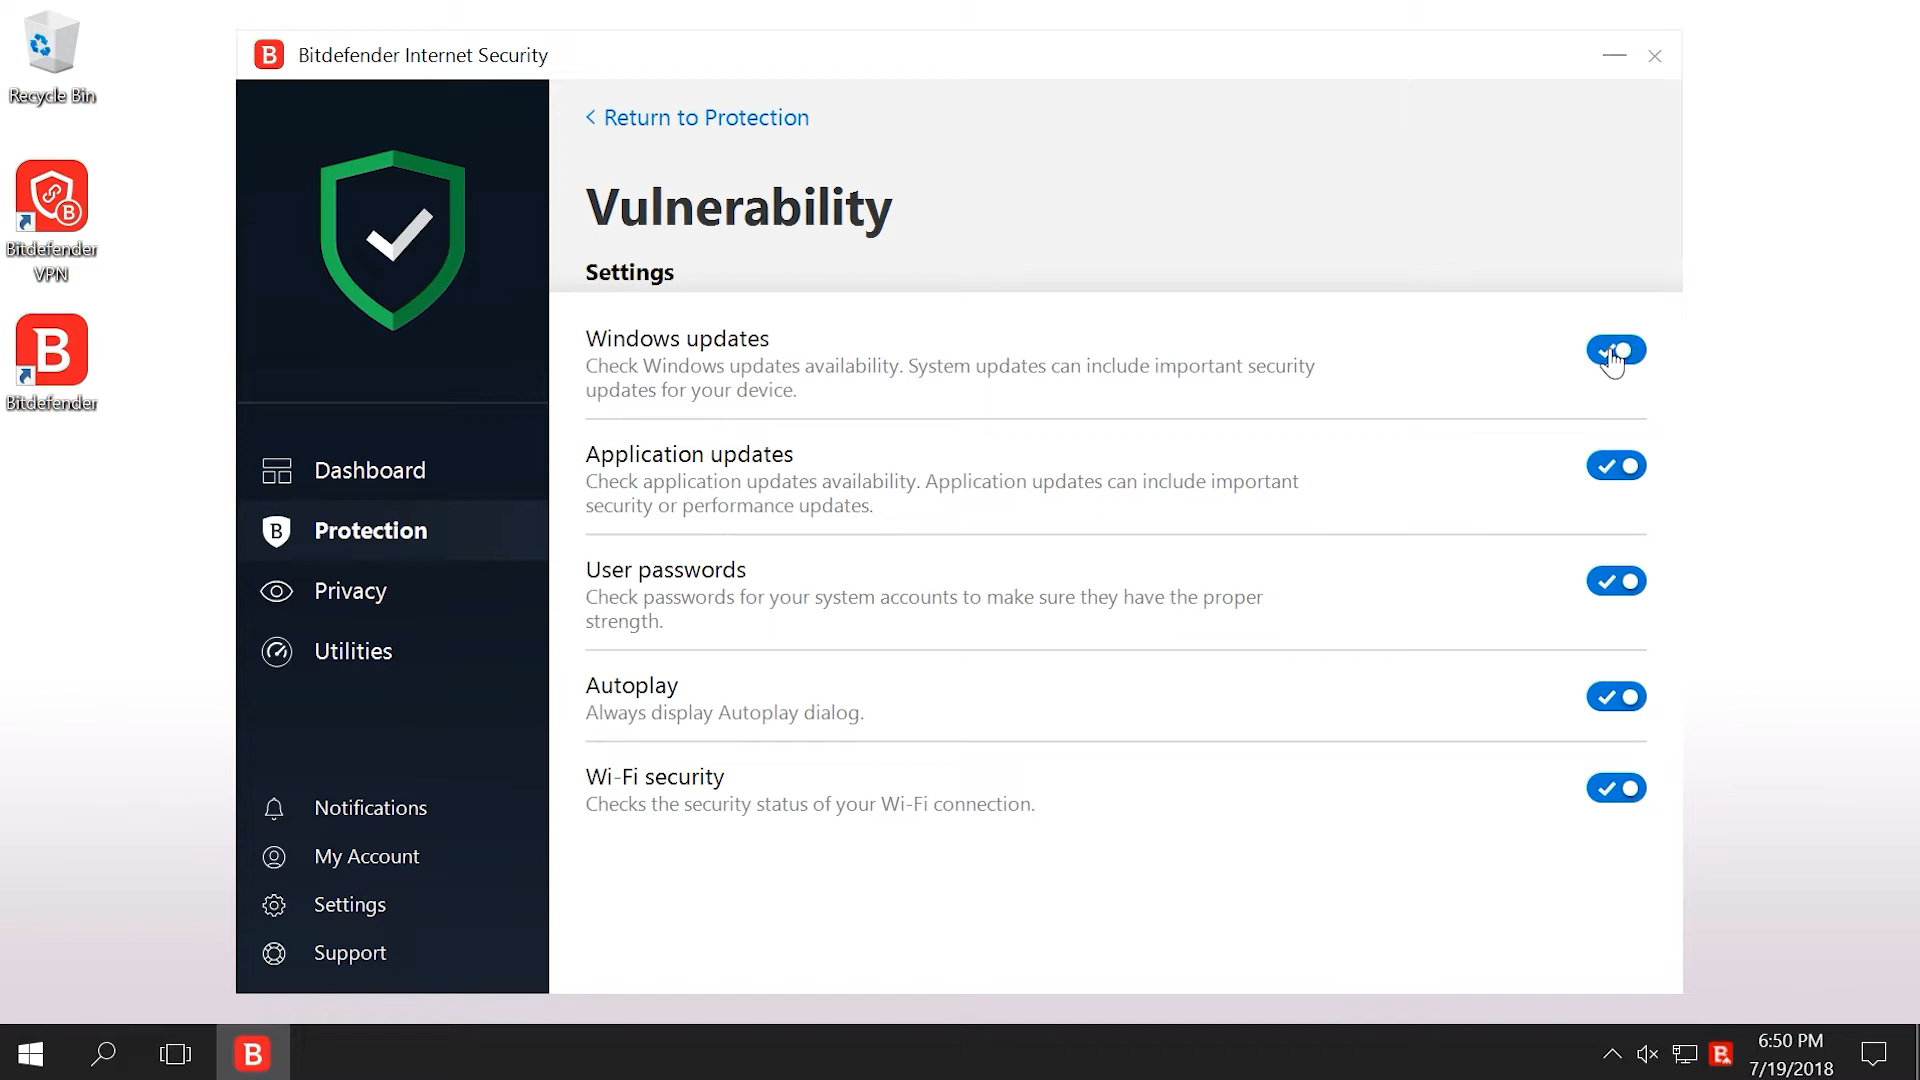 Recycle Bin
Bitdefender
VPN
Bitdefender
B Bitdefender Internet Security
Dashboard
Protection
Privacy
Utilities
Notifications
My Account
Settings
Support
< Return to Protection
Vulnerability
Settings
Windows updates
Check Windows updates availability. System updates can include important security
updates for your device.
Application updates
Check application updates availability. Application updates can include important
security or performance updates.
User passwords
Check passwords for your system accounts to make sure they have the proper
strength.
Autoplay
Always display Autoplay dialog.
Wi-Fi security
Checks the security status of your Wi-Fi connection.
6:50 PM
7/19/2018